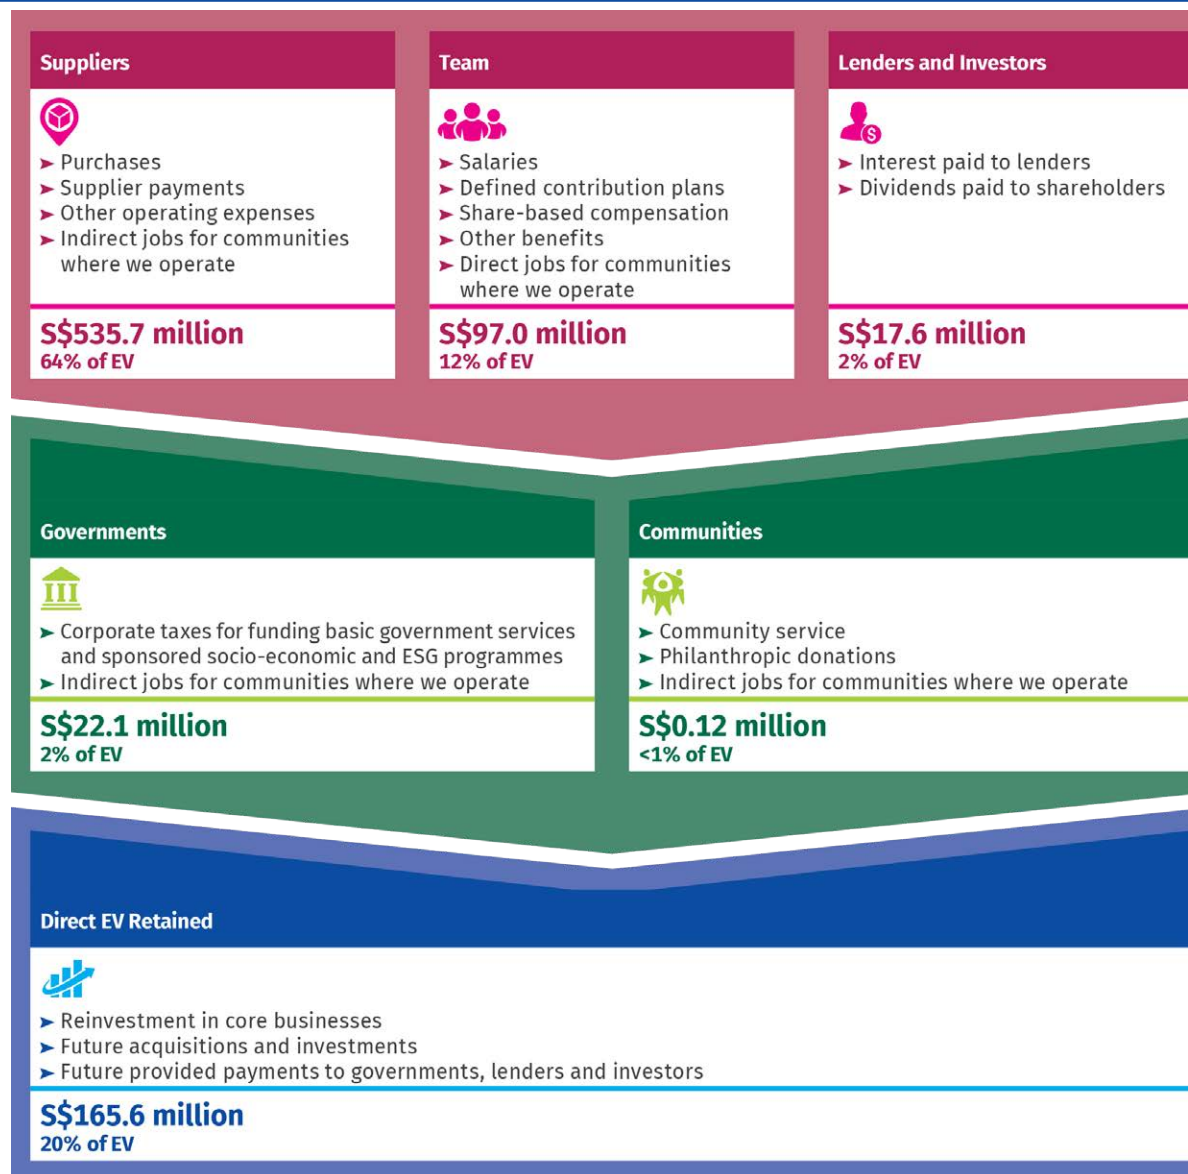 Suppliers
➤ Purchases
➤ Supplier payments
➤ Other operating expenses
➤ Indirect jobs for communities
where we operate
S$535.7 million
64% of EV
Team
➤ Salaries
➤ Defined contribution plans
➤ Share-based compensation
➤ Other benefits
➤ Direct jobs for communities
where we operate
S$97.0 million
12% of EV
Lenders and Investors
$
➤ Interest paid to lenders
➤ Dividends paid to shareholders
S$17.6 million
2% of EV
Governments
➤ Corporate taxes for funding basic government services
and sponsored socio-economic and ESG programmes
➤ Indirect jobs for communities where we operate
S$22.1 million
2% of EV
Communities
➤ Community service
➤ Philanthropic donations
➤ Indirect jobs for communities where we operate
S$0.12 million
<1% of EV
Direct EV Retained
➤ Reinvestment in core businesses
➤ Future acquisitions and investments
➤ Future provided payments to governments, lenders and investors
S$165.6 million
20% of EV